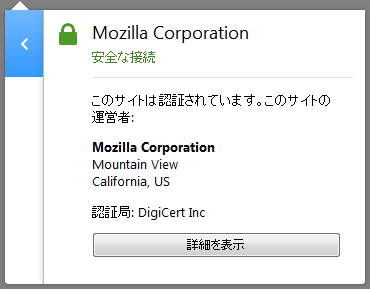 Mozilla Corporation
安全な接続
このサイトは認証されています。このサイトの
運営者:
Mozilla Corporation
Mountain View
California, US
認証局: DigiCert Inc
詳細を表示